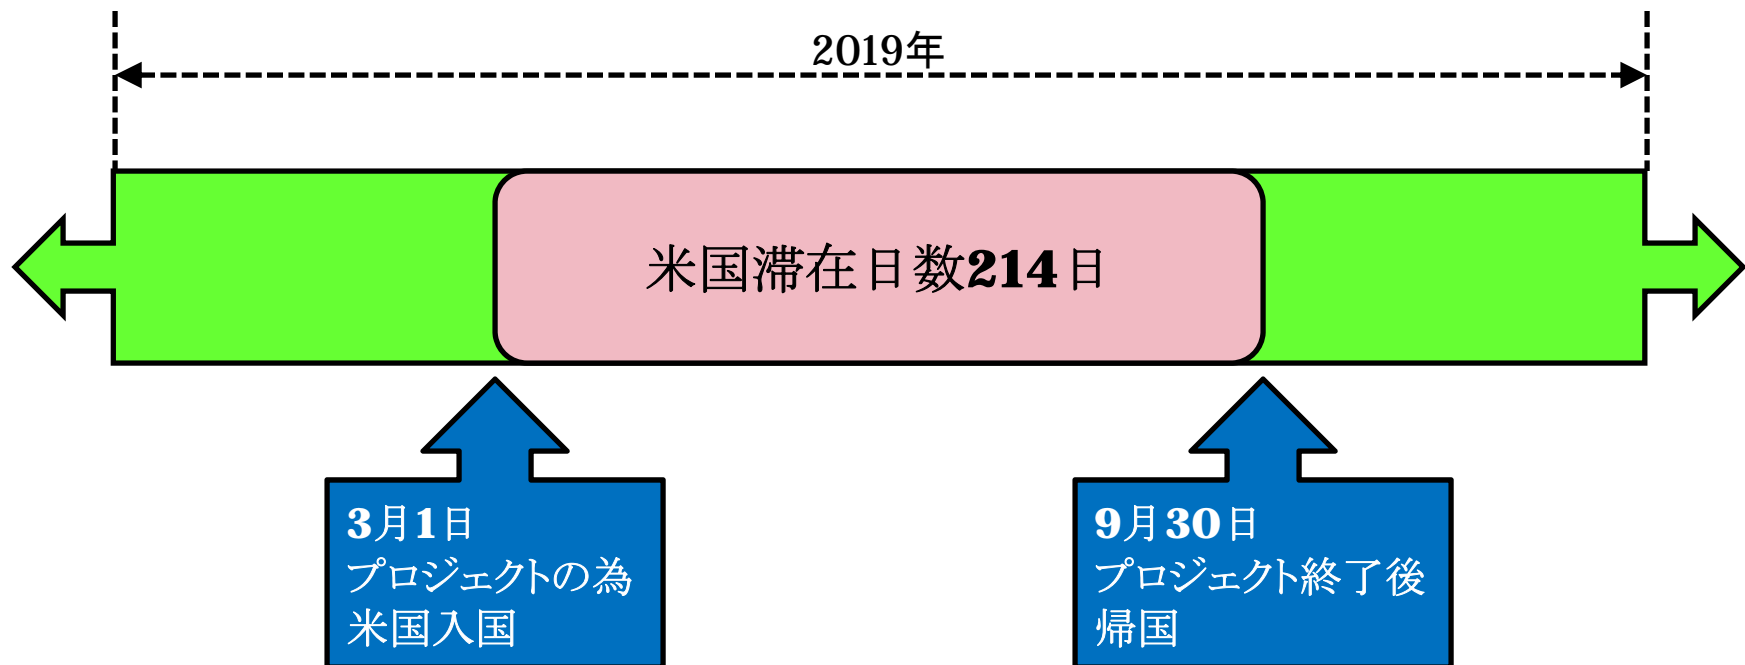 2019年
米国滞在日数214日
3月1日
プロジェクトの為
米国入国
9月30日
プロジェクト終了後
帰国